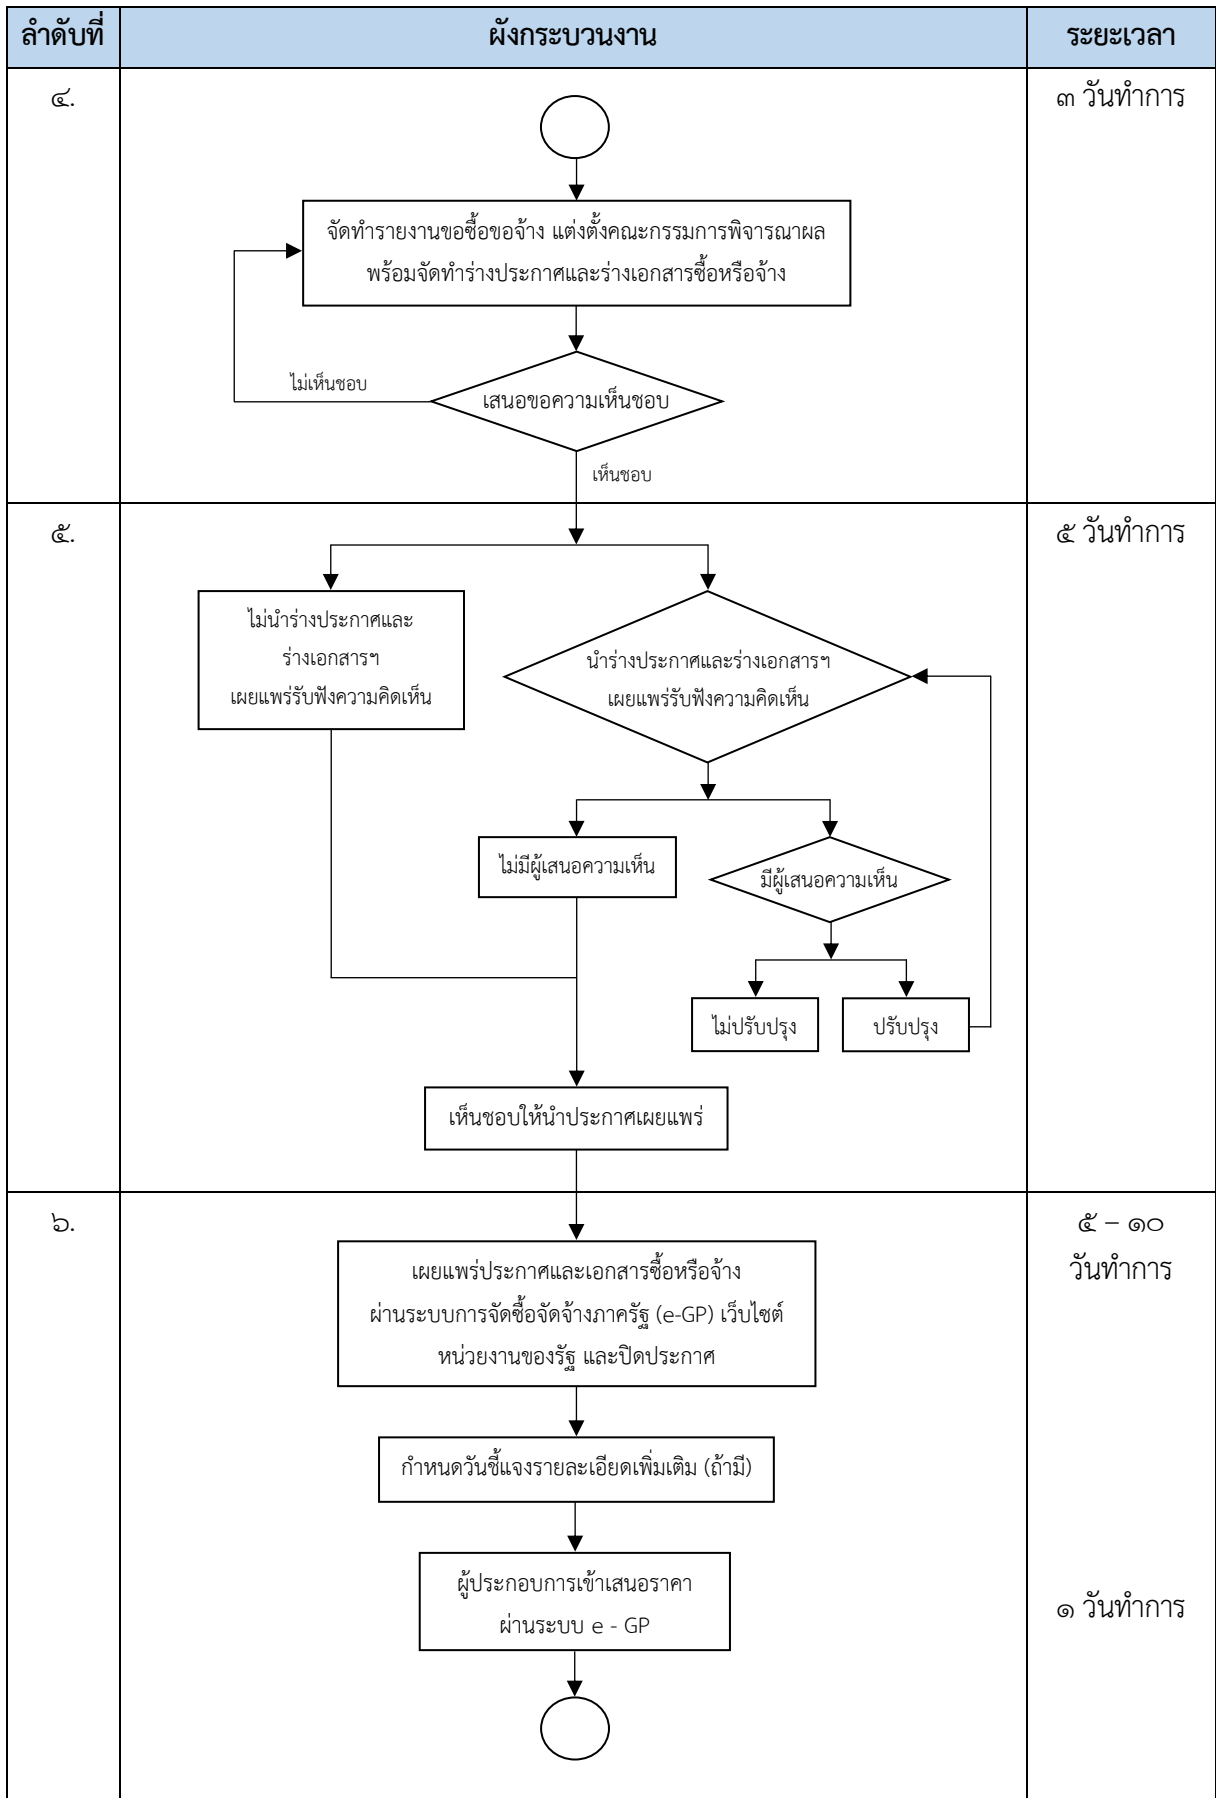 ลำดับที่
ผังกระบวนงาน
ระยะเวลา
๔.
๓ วันทำการ
จัดทำรายงานขอซื้อขอจ้าง แต่งตั้งคณะกรรมการพิจารณาผล
พร้อมจัดทำร่างประกาศและร่างเอกสารซื้อหรือจ้าง
ไม่เห็นชอบ
เสนอขอความเห็นชอบ
เห็นชอบ
๕.
๕ วันทำการ
ไม่นำร่างประกาศและ
ร่างเอกสารฯ
เผยแพร่รับฟังความคิดเห็น
นำร่างประกาศและร่างเอกสารฯ
เผยแพร่รับฟังความคิดเห็น
ไม่มีผู้เสนอความเห็น
มีผู้เสนอความเห็น
ไม่ปรับปรุง
ปรับปรุง
เห็นชอบให้นำประกาศเผยแพร่
๖.
๕ – ๑๐
วันทำการ
เผยแพร่ประกาศและเอกสารซื้อหรือจ้าง
ผ่านระบบการจัดซื้อจัดจ้างภาครัฐ (e-GP) เว็บไซต์
หน่วยงานของรัฐ และปิดประกาศ
กำหนดวันชี้แจงรายละเอียดเพิ่มเติม (ถ้ามี)
ผู้ประกอบการเข้าเสนอราคา
ผ่านระบบ e - GP
๑ วันทำการ